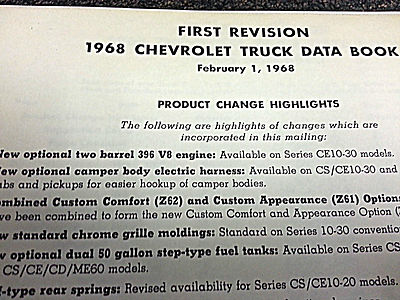 FIRST REVISION
1968 CHEVROLET TRUCK DATA BOOK
February 1, 1968
PRODUCT CHANGE HIGHLIGHTS
The following are highlights of changes which are
incorporated in this mailing:
New optional two barrel 396 V8 engine: Available on Series CE10-30 models.
New optional camper body electric harness: Available on CS/CE10-30 and
abs and pickups for easier hookup of camper bodies.
ombined Custom Comfort (Z62) and Custom Appearance (Z61) Options
ve been combined to form the new Custom Comfort and Appearance Option (
w standard chrome grille moldings: Standard on Series 10-30 convention
w optional dual 50 gallon step-type fuel tanks: Available on Series CS
CS/CE/CD/ME60 models.
-type rear springs: Revised availability for Series CS/CE10-20 models.